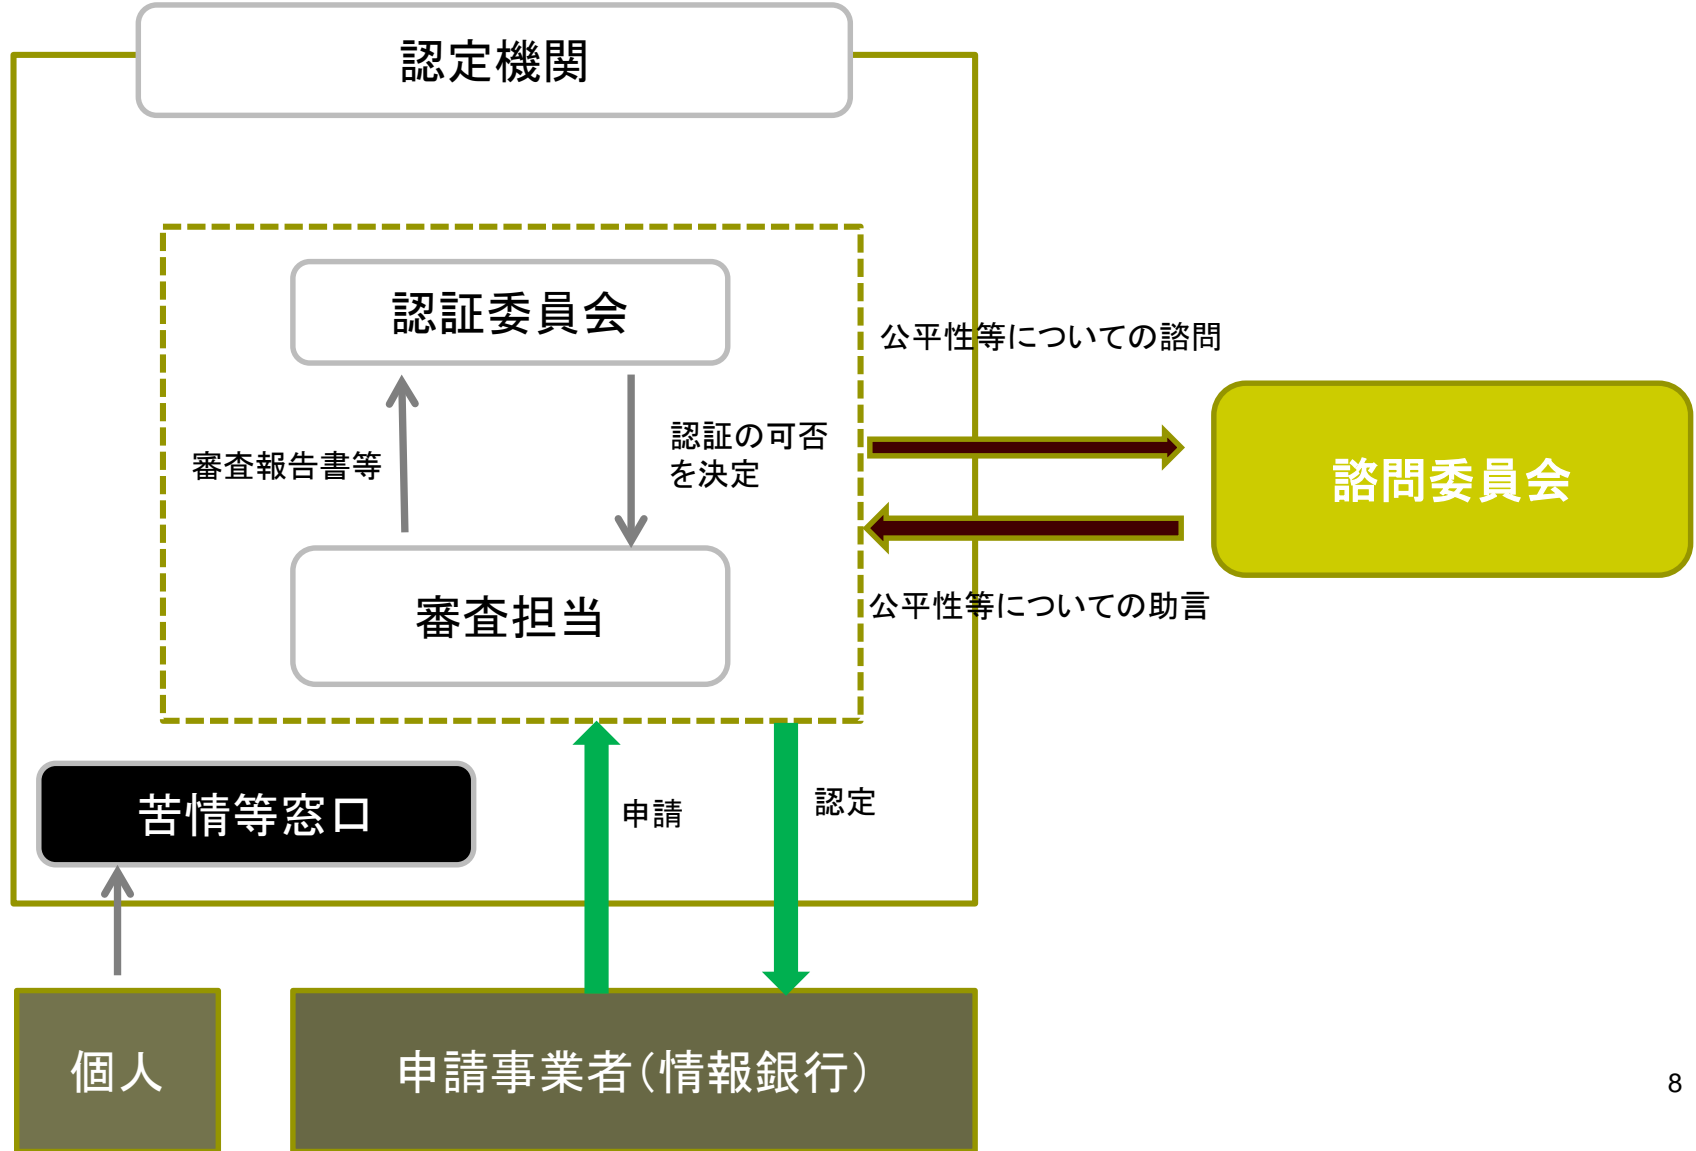 認定機関
認証委員会
公平性等についての諮問
審査報告書等
認証の可否
を決定
諮問委員会
審査担当
公平性等についての助言
苦情等窓口
申請
認定
個人
申請事業者（情報銀行）
8